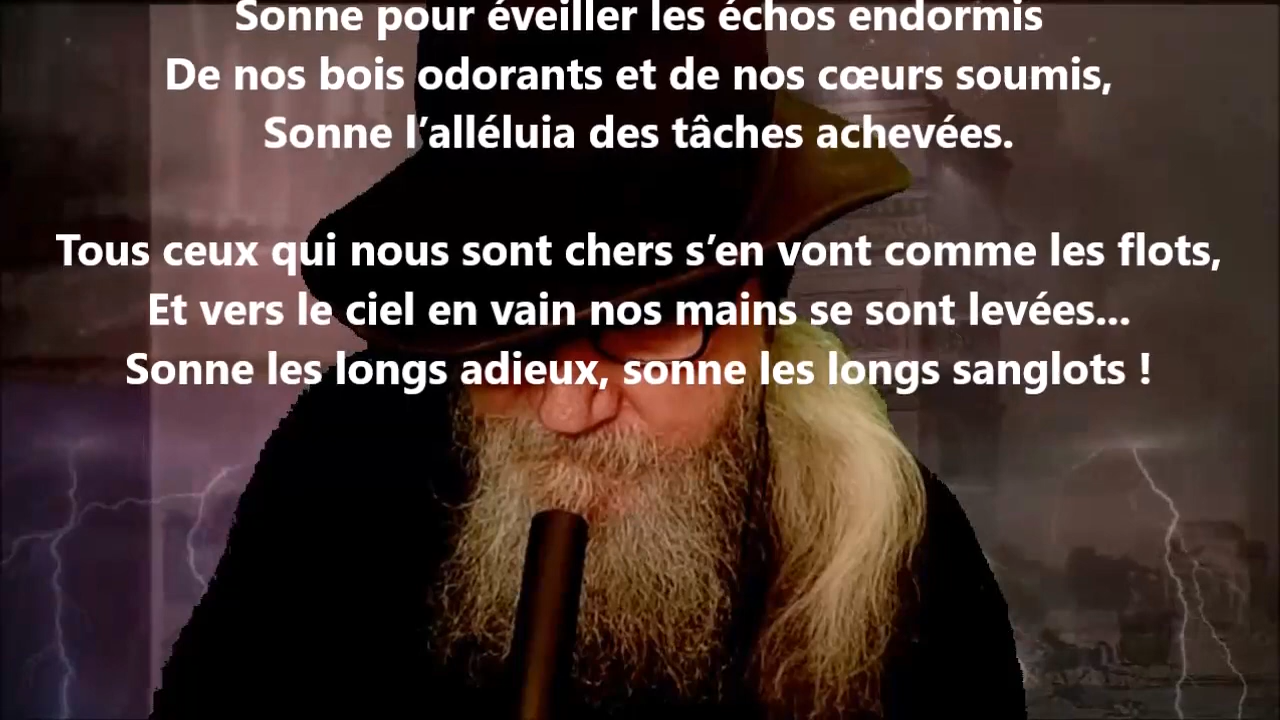 Sonne pour éveiller les échos endormis
De nos bois odorants et de nos cœurs soumis,
Sonne l’alléluia des tâches achevées.
Tous ceux qui nous sont chers s’en vont comme les flots,
Et vers le ciel en vain nos mains se sont levées...
Sonne les longs adieux, sonne les longs sanglots !